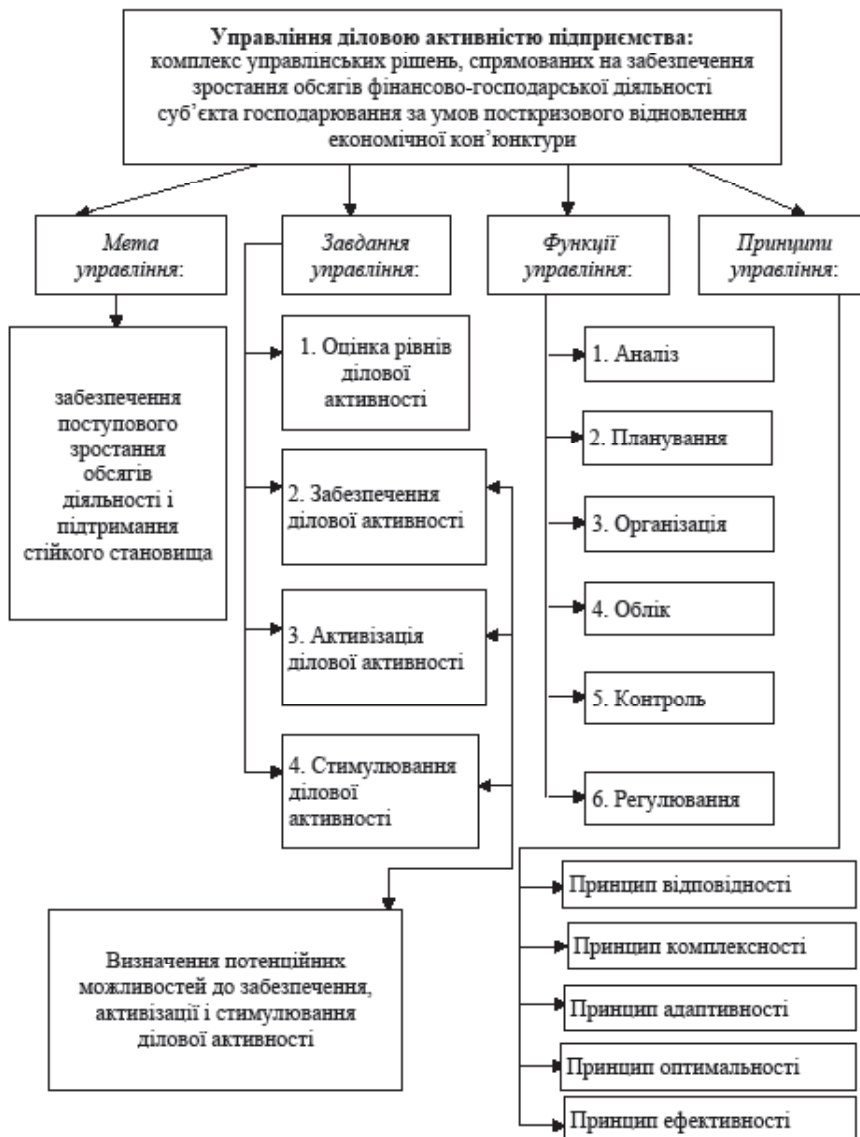 Управління діловою активністю підприємства:
комплекс управлінських рішень, спрямованих на забезпечення
зростання обсягів фінансово-господарської діяльності
суб’єкта господарювання за умов посткризового відновлення
економічної кон’юнктури
Мета
управління:
Завдання
управління:
Функції
управління:
Принципи
управління:
забезпечення
поступового
зростання
обсягів
діяльності і
підтримання
стійкого становища
1. Оцінка рівнів
ділової
активності
2. Забезпечення
ділової активності
3. Активізація
ділової активності
4. Стимулювання
ділової
активності
Визначення потенційних
можливостей до забезпечення,
активізації і стимулювання
ділової активності
1. Аналіз
2. Планування
3. Організація
4. Облік
5. Контроль
6. Регулювання
Принцип відповідності
Принцип комплексності
Принцип адаптивності
Принцип оптимальності
Принцип ефективності